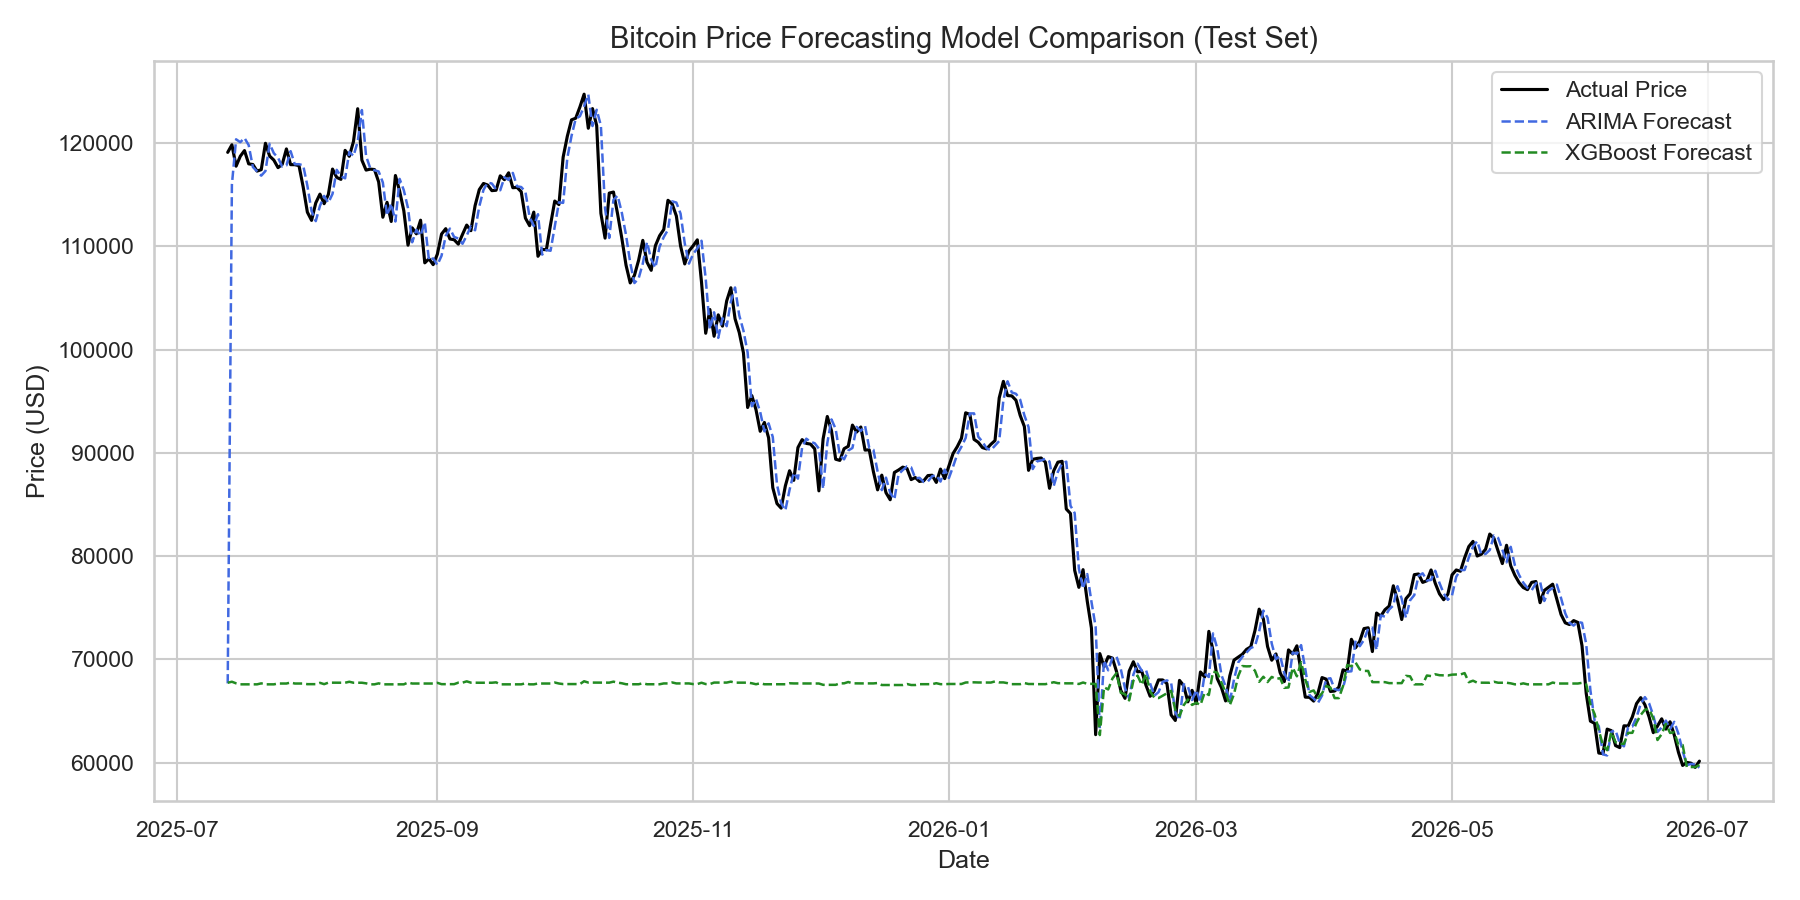 Bitcoin Price Forecasting Model Comparison (Test Set)
Actual Price
ARIMA Forecast
XGBoost Forecast
Price (USD)
120000
110000
100000
90000
80000
70000
60000
2025-07
2025-09
2025-11
2026-01
2026-03
2026-05
2026-07
Date